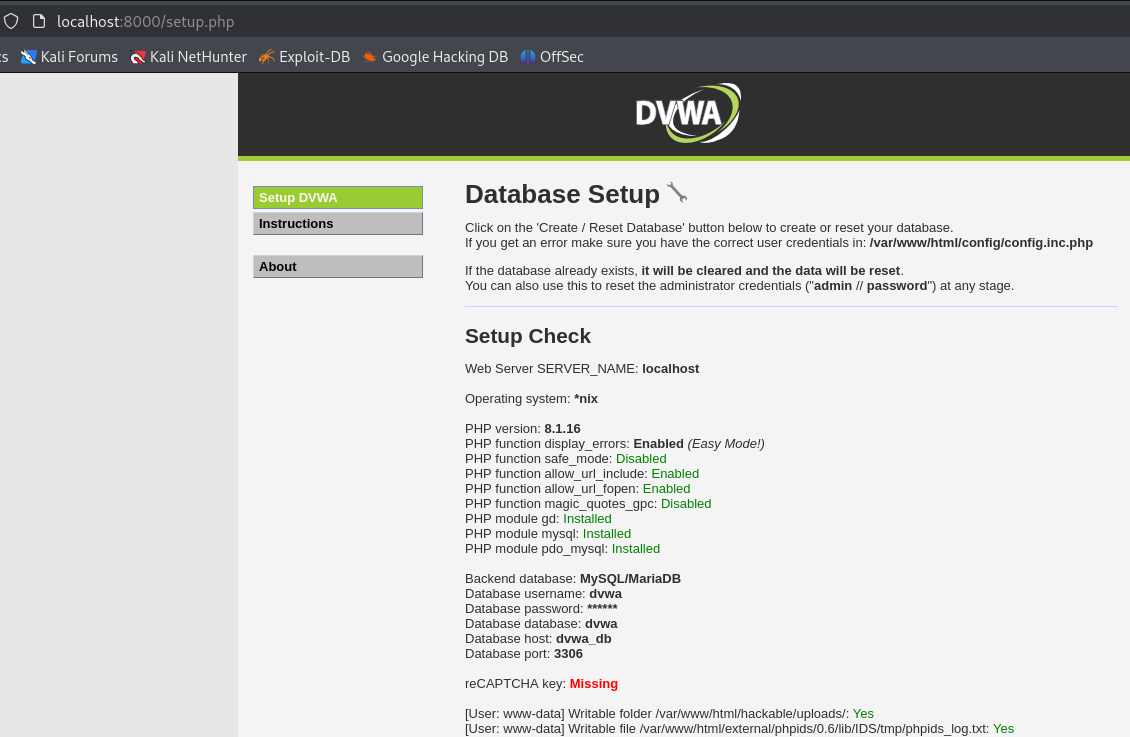 localhost:8000/setup.php
s Kali Forums Kali NetHunter Exploit-DB Google Hacking DB OffSec
DVWA
Setup DVWA
Instructions
About
Database Setup
Click on the 'Create / Reset Database' button below to create or reset your database.
If you get an error make sure you have the correct user credentials in: /var/www/html/config/config.inc.php
If the database already exists, it will be cleared and the data will be reset.
You can also use this to reset the administrator credentials ("admin // password") at any stage.
Setup Check
Web Server SERVER_NAME: localhost
Operating system: *nix
PHP version: 8.1.16
PHP function display_errors: Enabled (Easy Mode!)
PHP function safe_mode: Disabled
PHP function allow_url_include: Enabled
PHP function allow_url_fopen: Enabled
PHP function magic_quotes_gpc: Disabled
PHP module gd: Installed
PHP module mysql: Installed
PHP module pdo_mysql: Installed
Backend database: MySQL/MariaDB
Database username: dvwa
Database password: ******
Database database: dvwa
Database host: dvwa_db
Database port: 3306
reCAPTCHA key: Missing
[User: www-data] Writable folder /var/www/html/hackable/uploads/: Yes
[User: www-data] Writable file /var/www/html/external/phpids/0.6/lib/IDS/tmp/phpids_log.txt: Yes